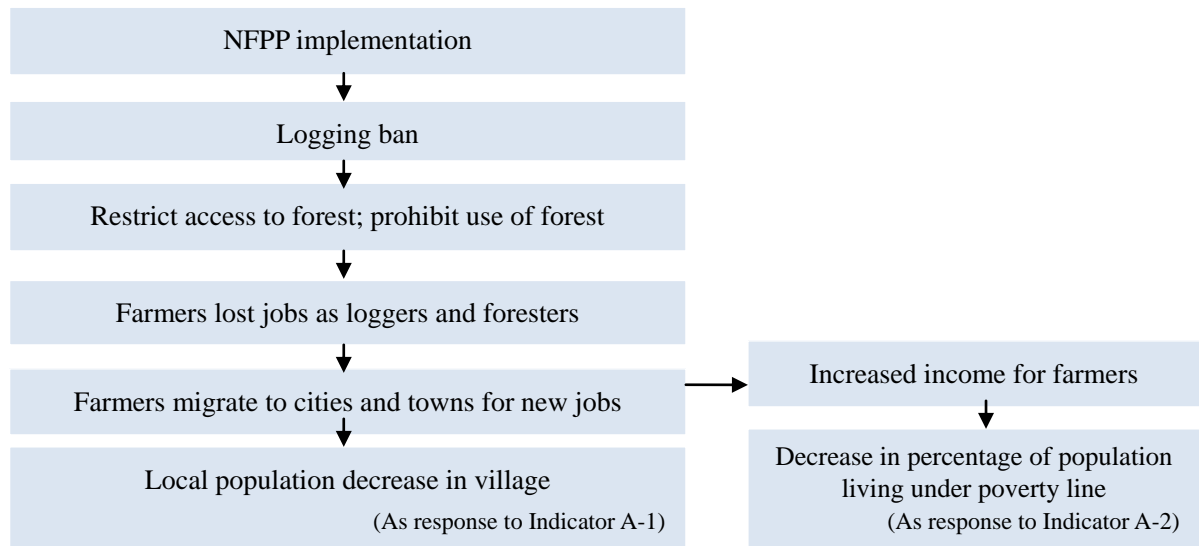 NFPP implementation
Logging ban
Restrict access to forest; prohibit use of forest
Farmers lost jobs as loggers and foresters
Farmers migrate to cities and towns for new jobs
Local population decrease in village
(As response to Indicator A-1)
Increased income for farmers
Decrease in percentage of population
living under poverty line
(As response to Indicator A-2)